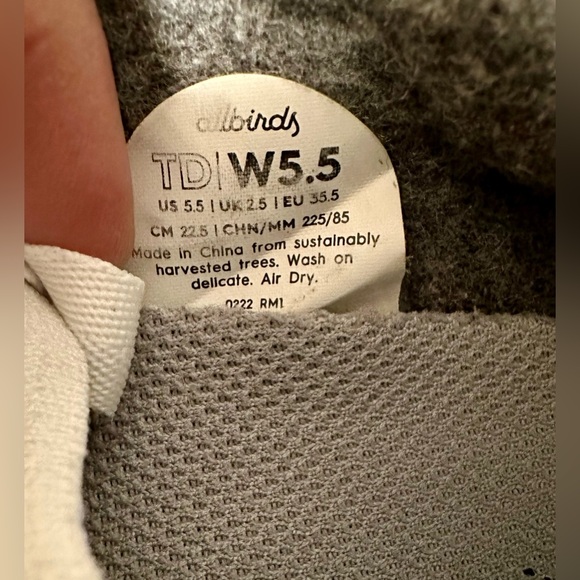 allbirds
TD|W5.5
US 5.5 | UK 2.5 | EU 35.5
CM 22.5 | CHN/MM 225/85
Made in China from sustainably
harvested trees. Wash on
delicate. Air Dry.
0222 RM1